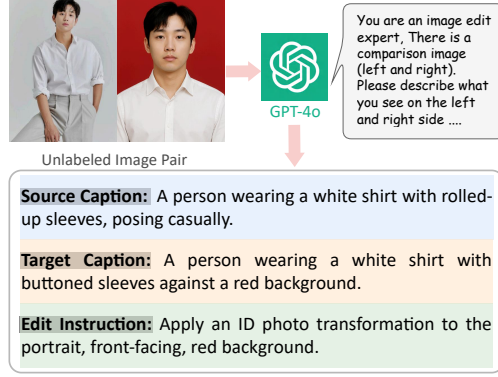 You are an image edit
expert, There is a
comparison image
(left and right).
Please describe what
you see on the left
and right side ....
GPT-4o
Unlabeled Image Pair
Source Caption: A person wearing a white shirt with rolled-
up sleeves, posing casually.
Target Caption: A person wearing a white shirt with
buttoned sleeves against a red background.
Edit Instruction: Apply an ID photo transformation to the
portrait, front-facing, red background.